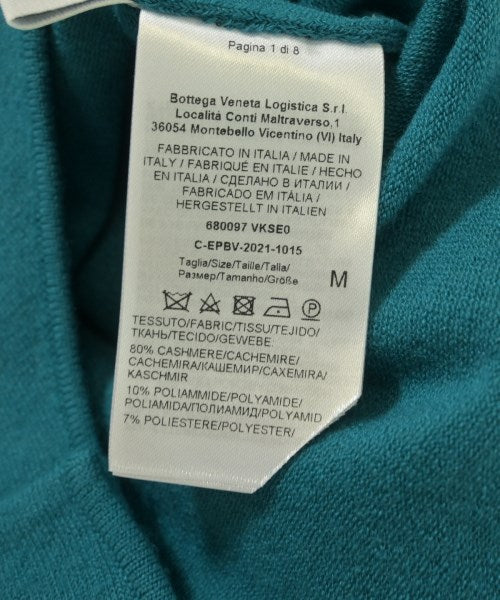 Pagina 1 di 8
Bottega Veneta Logistica S.r.l.
Località Conti Maltraverso,1
36054 Montebello Vicentino (VI) Italy
FABBRICATO IN ITALIA / MADE IN
ITALY / FABRIQUÉ EN ITALIE / HECHO
EN ITALIA / СДЕЛАНО В ИТАЛИИ /
FABRICADO EM ITÁLIA /
HERGESTELLT IN ITALIEN
680097 VKSE0
C-EPBV-2021-1015
Taglia/Size/Taille/Talla/
Размер/Tamanho/Größe
M
P
TESSUTO/FABRIC/TISSU/TEJIDO/
ТКАНЬ/TECIDO/GEWEBE:
80% CASHMERE/CACHEMIRE/
CACHEMIRA/КАШЕМИР/CAXEMIRA/
KASCHMIR
10% POLIAMMIDE/POLYAMIDE/
POLIAMIDA/ПОЛИАМИД/POLYAMID
7% POLIESTERE/POLYESTER/